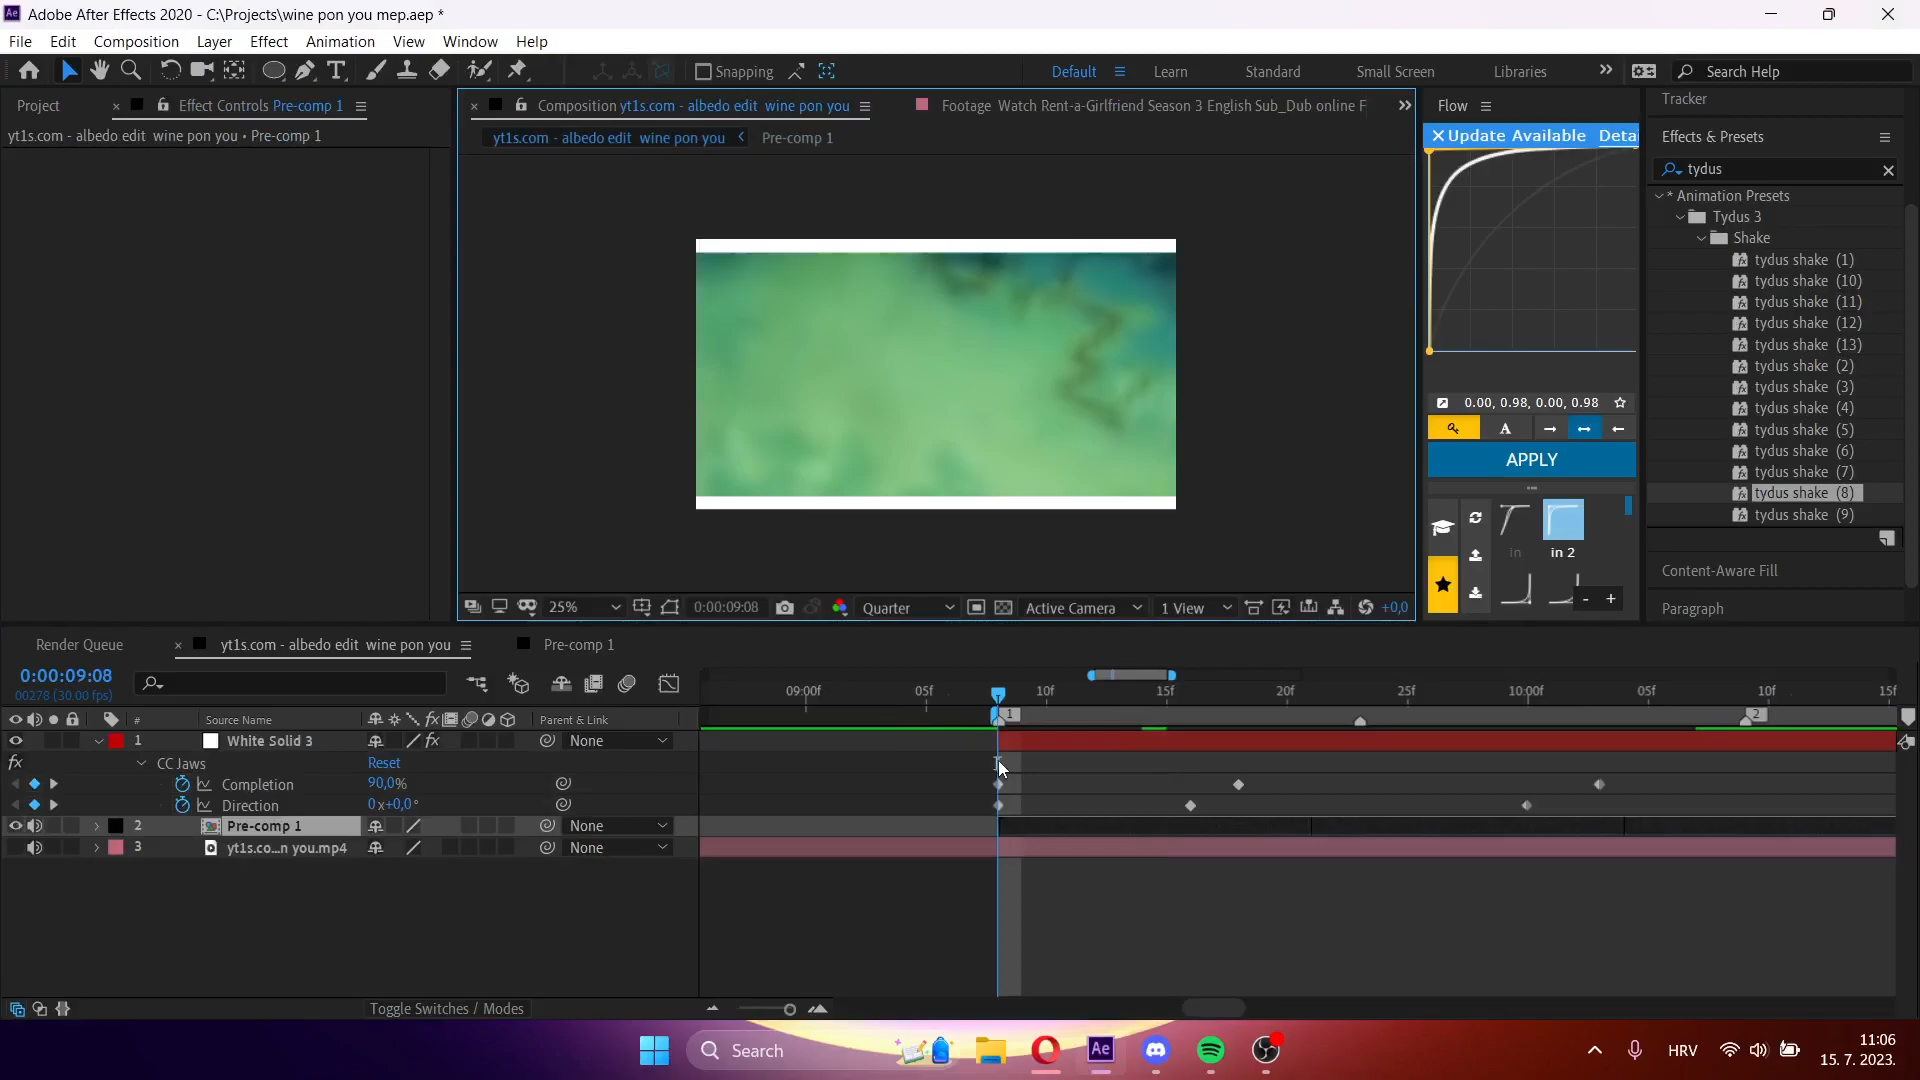 Adobe After Effects 2020 - C:\Projects\wine pon you mep.aep *
File Edit Composition Layer Effect Animation View Window Help
Snapping
Default
Learn
Standard
Small Screen
Libraries
Search Help
Project
Effect Controls Pre-comp 1
yt1s.com - albedo edit wine pon you • Pre-comp 1
Composition yt1s.com - albedo edit wine pon you
Footage Watch Rent-a-Girlfriend Season 3 English Sub_Dub online F
yt1s.com - albedo edit wine pon you
Pre-comp 1
Flow
Update Available Detai
0.00, 0.98, 0.00, 0.98
A
APPLY
in
in 2
- +
Tracker
Effects & Presets
tydus
* Animation Presets
Tydus 3
Shake
tydus shake (1)
tydus shake (10)
tydus shake (11)
tydus shake (12)
tydus shake (13)
tydus shake (2)
tydus shake (3)
tydus shake (4)
tydus shake (5)
tydus shake (6)
tydus shake (7)
tydus shake (8)
tydus shake (9)
Content-Aware Fill
Paragraph
25%
0:00:09:08
Quarter
Active Camera
1 View
+0,0
Render Queue
yt1s.com - albedo edit wine pon you
Pre-comp 1
0:00:09:08
00278 (30.00 fps)
09:00f 05f 10f 15f 20f 25f 10:00f 05f 10f 15f
# Source Name
Parent & Link
1 2
1 White Solid 3 fx None
fx CC Jaws Reset
Completion 90,0%
Direction 0x+0,0°
2 Pre-comp 1 None
3 yt1s.co...n you.mp4 None
Toggle Switches / Modes
Search
Ae
HRV
11:06
15. 7. 2023.